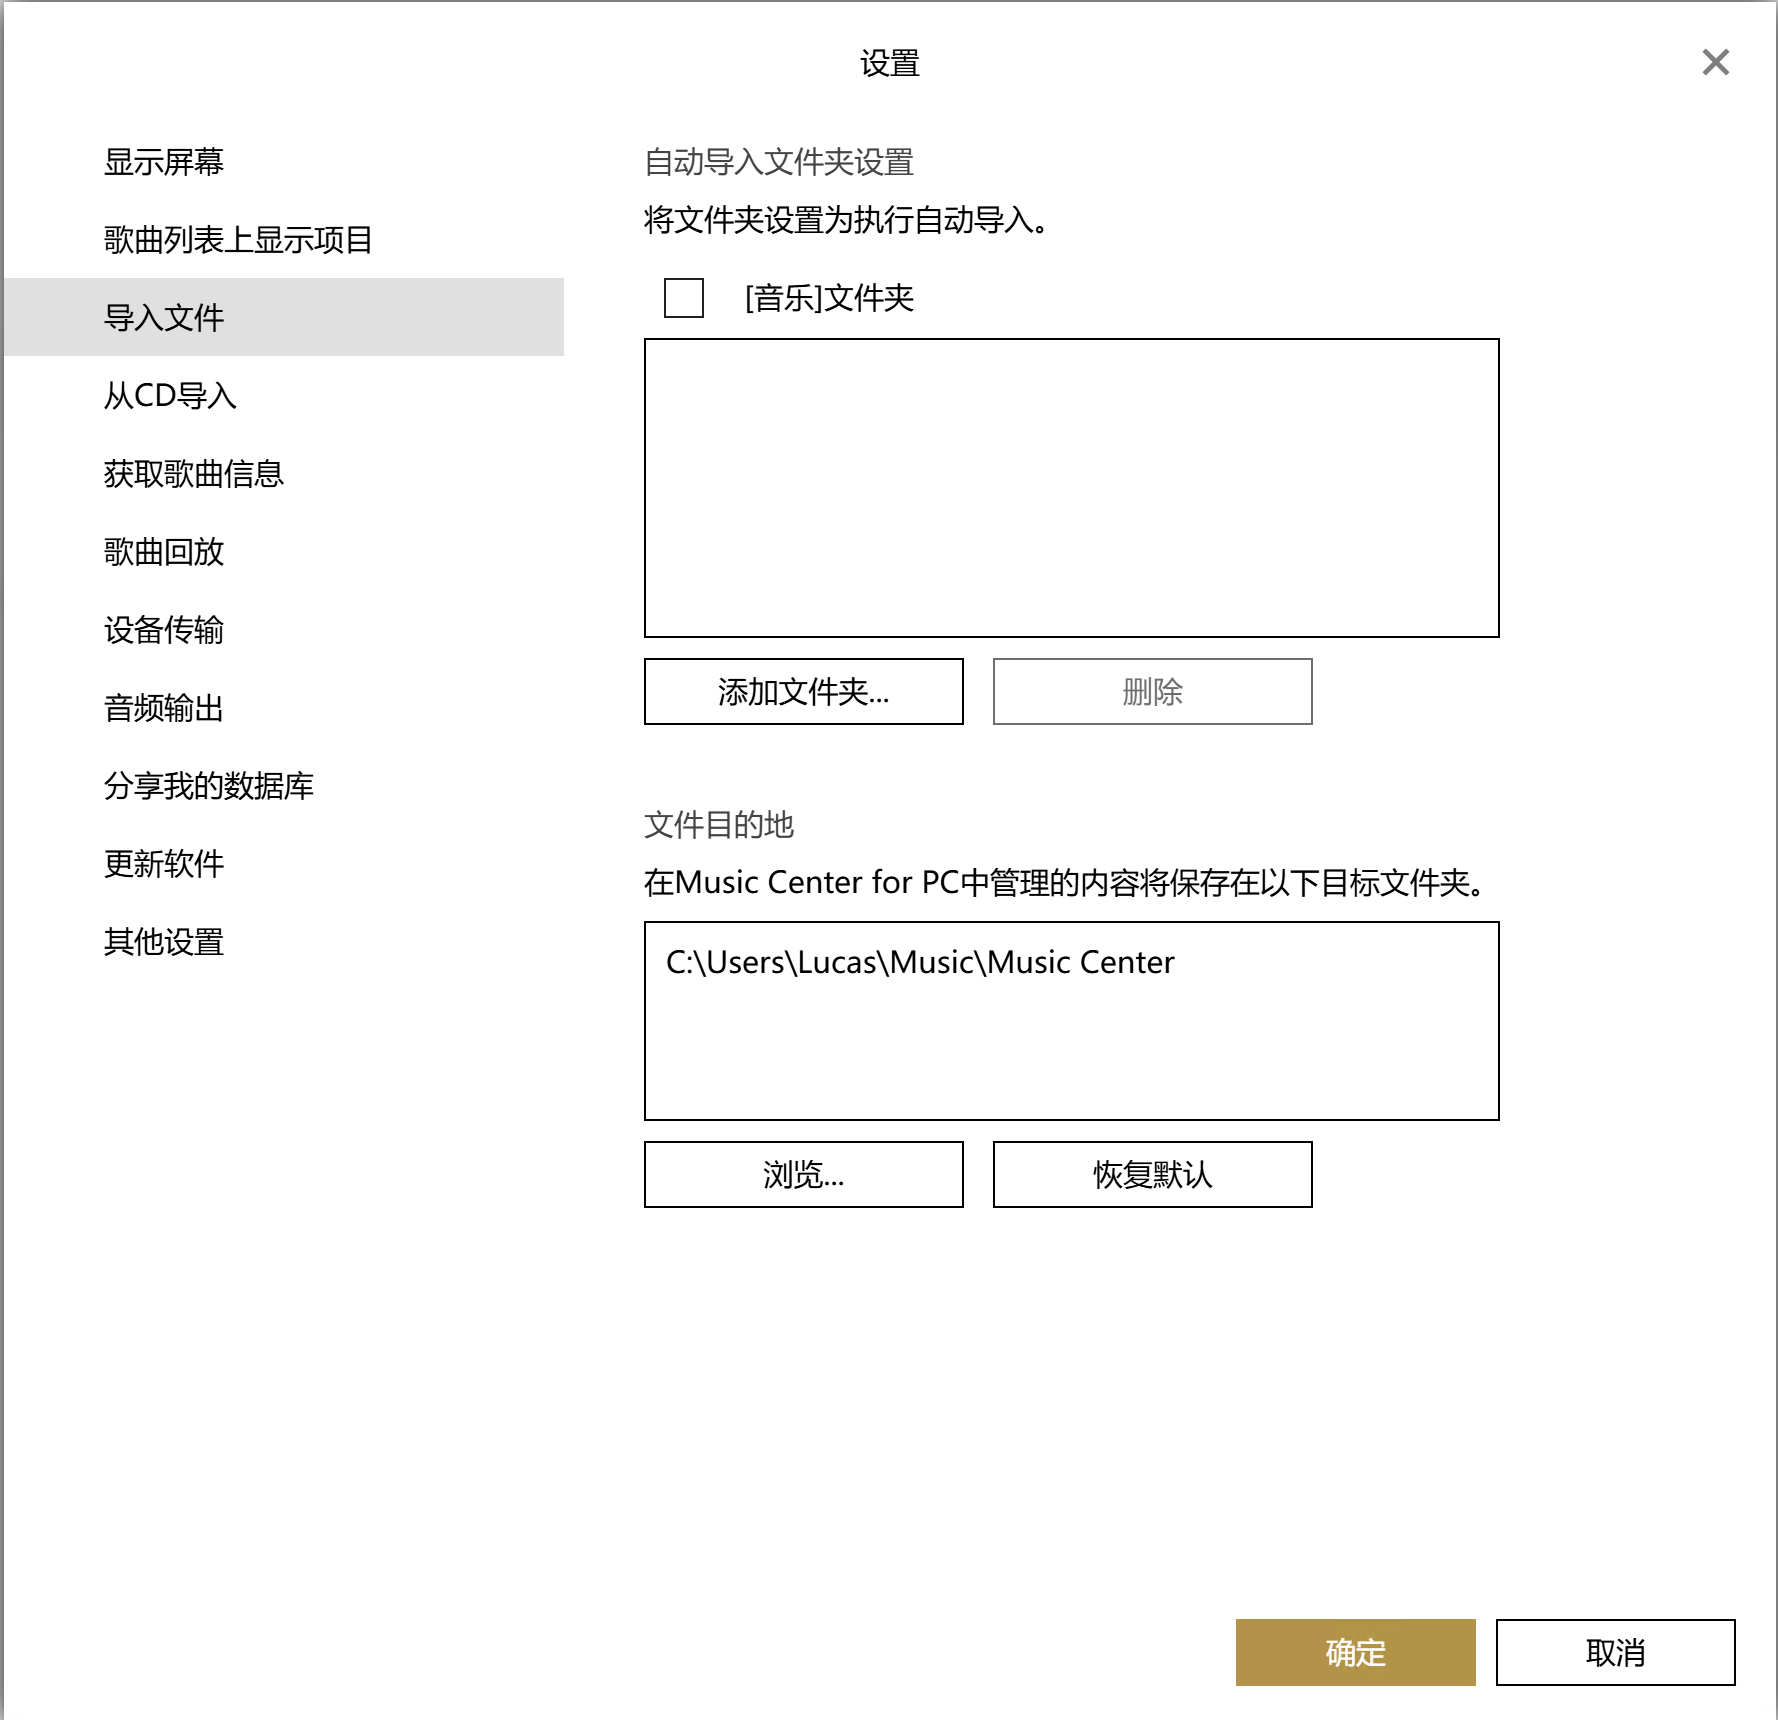 设置
显示屏幕
歌曲列表上显示项目
导入文件
从CD导入
获取歌曲信息
歌曲回放
设备传输
音频输出
分享我的数据库
更新软件
其他设置
自动导入文件夹设置
将文件夹设置为执行自动导入。
[音乐]文件夹
添加文件夹...
删除
文件目的地
在Music Center for PC中管理的内容将保存在以下目标文件夹。
C:\Users\Lucas\Music\Music Center
浏览...
恢复默认
确定
取消